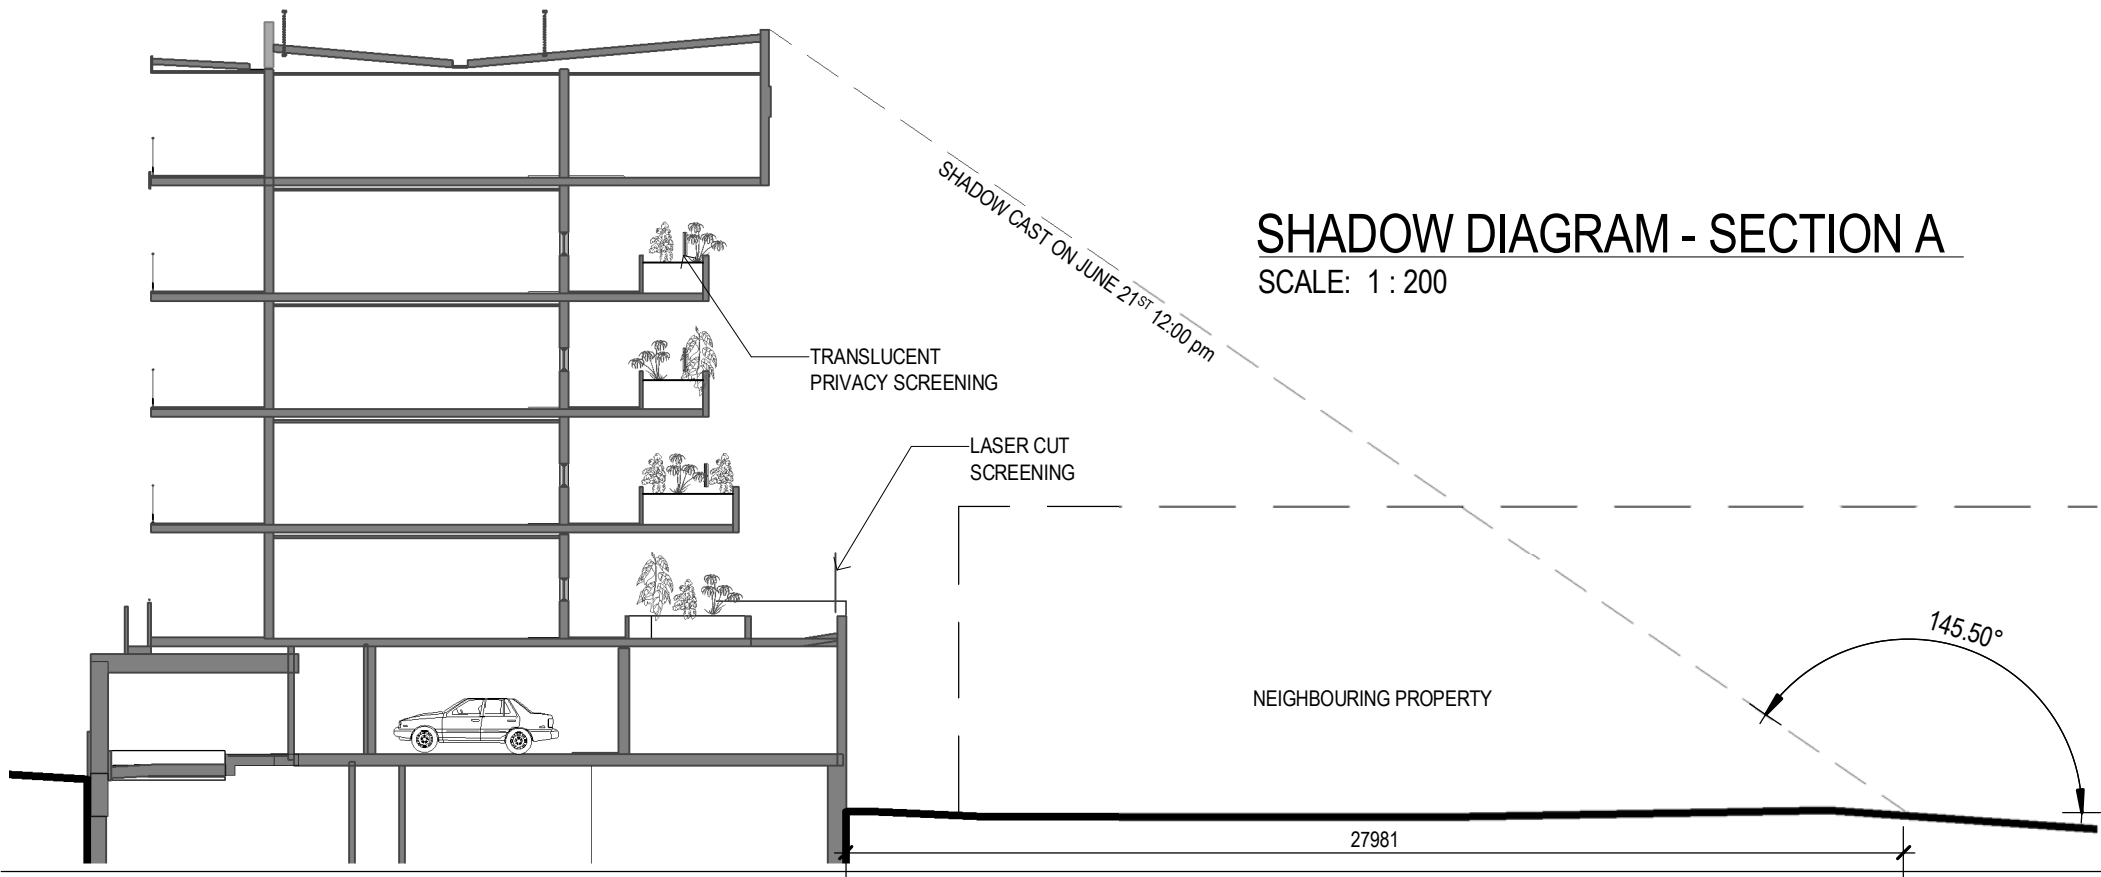 SHADOW CAST ON JUNE 21ST 12:00 pm
SHADOW DIAGRAM - SECTION A
SCALE: 1 : 200
TRANSLUCENT
PRIVACY SCREENING
LASER CUT
SCREENING
145.50°
NEIGHBOURING PROPERTY
27981